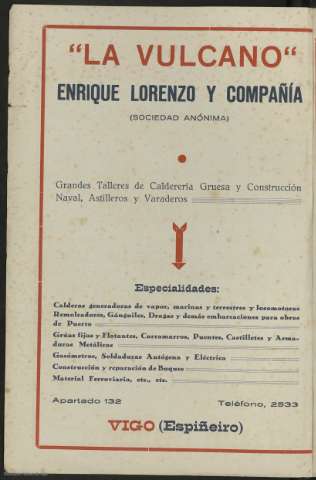 "LA VULCANO"
ENRIQUE LORENZO Y COMPAÑÍA
(SOCIEDAD ANÓNIMA)
Grandes Talleres de Calderería Gruesa y Construcción
Naval, Astilleros y Varaderos
Especialidades:
Calderas generadoras de vapor, marinas y terrestres y locomotoras
Remolcadores, Gánguiles, Dragas y demás embarcaciones para obras
de Puerto
Grúas fijas y Flotantes, Carramarros, Puentes, Castilletes y Arma-
duras Metálicas
Gasómetros, Soldaduras Autógena y Eléctrica
Construcción y reparación de Buques
Material Ferroviario, etc., etc.
Apartado 132 Teléfono, 2533
VIGO (Espiñeiro)